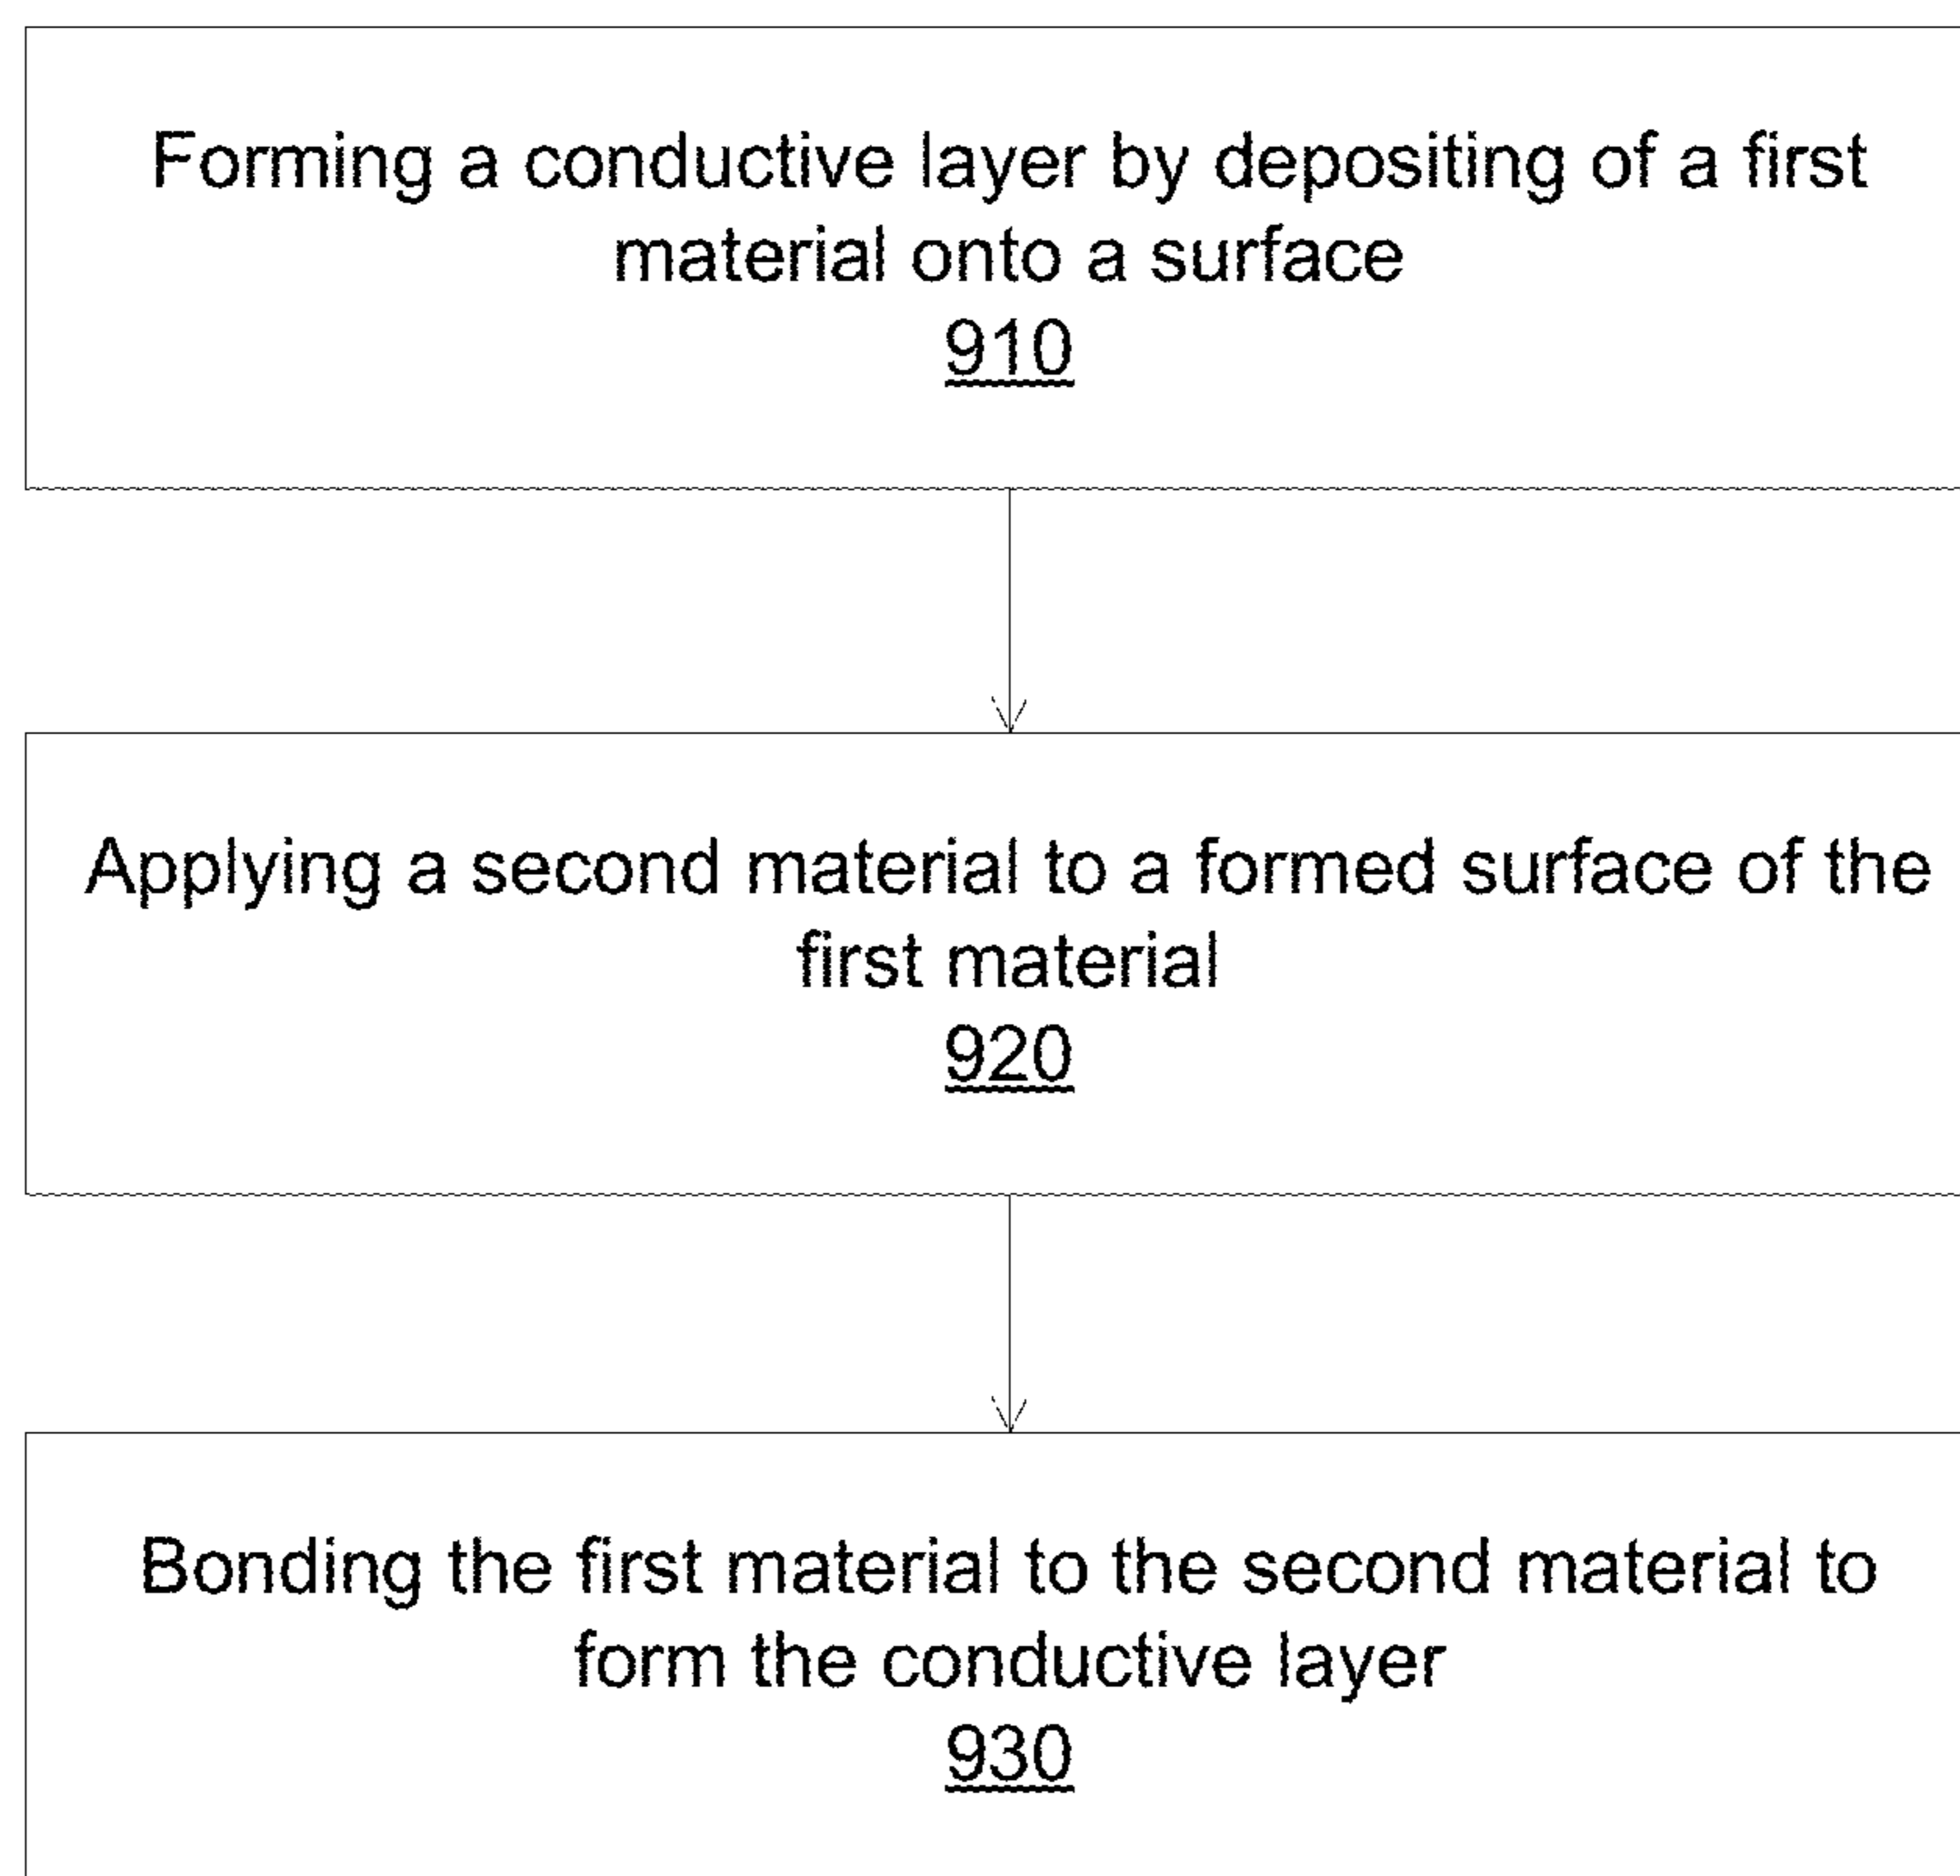 Forming a conductive layer by depositing of a first
material onto a surface
910
Applying a second material to a formed surface of the
first material
920
Bonding the first material to the second material to
form the conductive layer
930